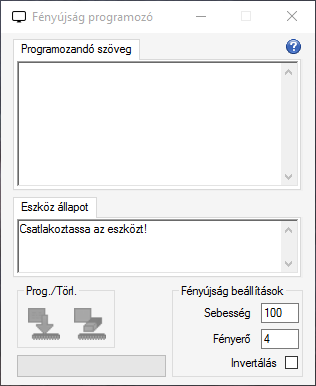 Fényújság programozó
Programozandó szöveg
?
Eszköz állapot
Csatlakoztassa az eszközt!
Prog./Törl.
Fényújság beállítások
Sebesség 100
Fényerő 4
Invertálás